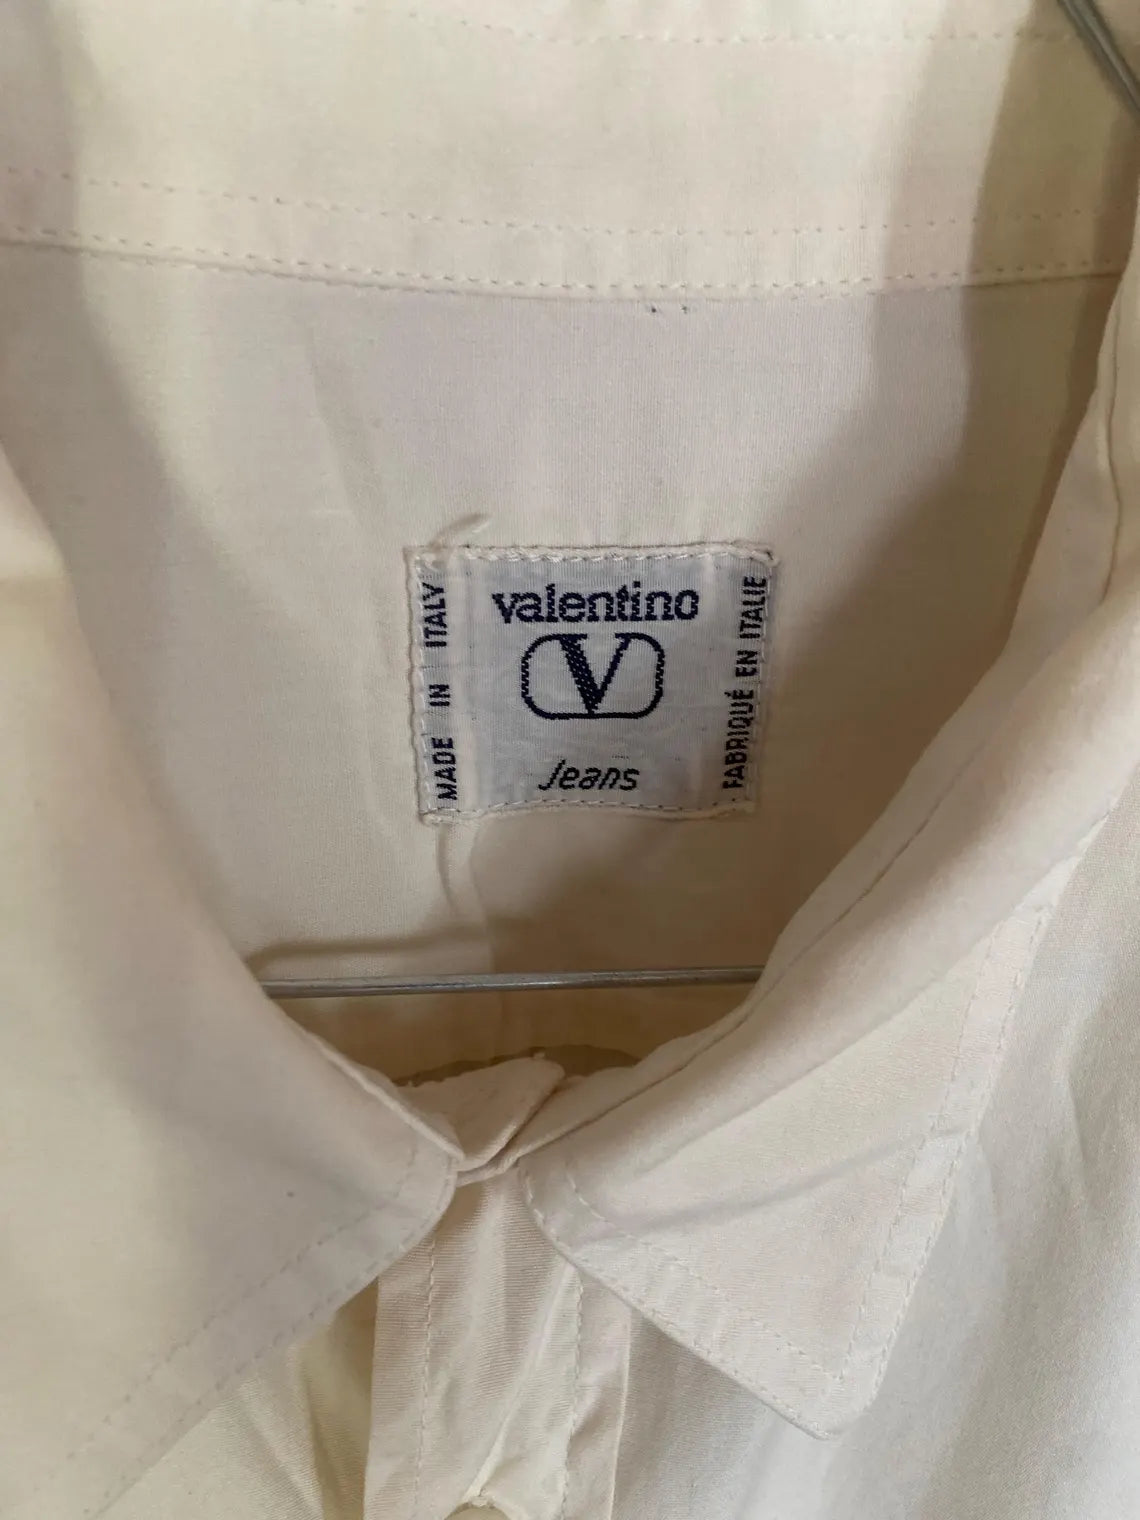 valentino
V
Jeans
MADE IN ITALY
FABRIQUÉ EN ITALIE